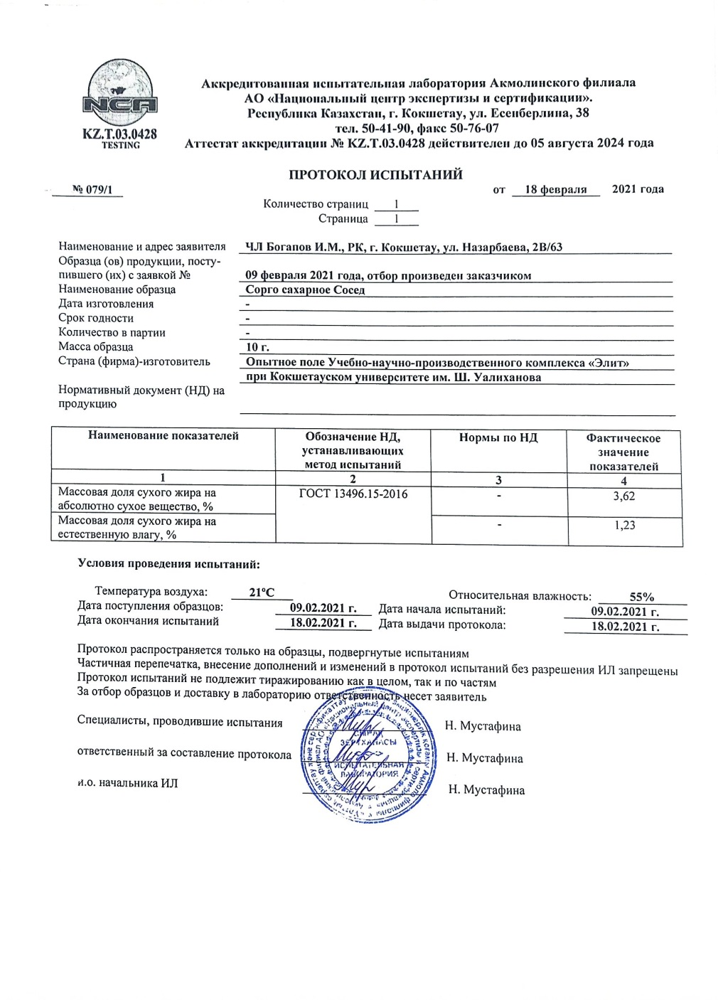 NCA
KZ.T.03.0428
TESTING
Аккредитованная испытательная лаборатория Акмолинского филиала
АО «Национальный центр экспертизы и сертификации».
Республика Казахстан, г. Кокшетау, ул. Есенберлина, 38
тел. 50-41-90, факс 50-76-07
Аттестат аккредитации № KZ.T.03.0428 действителен до 05 августа 2024 года
ПРОТОКОЛ ИСПЫТАНИЙ
№ 079/1 от 18 февраля 2021 года
Количество страниц 1
Страница 1
Наименование и адрес заявителя ЧЛ Богапов И.М., РК, г. Кокшетау, ул. Назарбаева, 2В/63
Образца (ов) продукции, посту-
пившего (их) с заявкой № 09 февраля 2021 года, отбор произведен заказчиком
Наименование образца Сорго сахарное Сосед
Дата изготовления -
Срок годности -
Количество в партии -
Масса образца 10 г.
Страна (фирма)-изготовитель Опытное поле Учебно-научно-производственного комплекса «Элит»
при Кокшетауском университете им. Ш. Уалиханова
Нормативный документ (НД) на
продукцию
Наименование показателей Обозначение НД, Нормы по НД Фактическое
устанавливающих значение
метод испытаний показателей
1 2 3 4
Массовая доля сухого жира на ГОСТ 13496.15-2016 - 3,62
абсолютно сухое вещество, %
Массовая доля сухого жира на - 1,23
естественную влагу, %
Условия проведения испытаний:
Температура воздуха: 21ºС Относительная влажность: 55%
Дата поступления образцов: 09.02.2021 г. Дата начала испытаний: 09.02.2021 г.
Дата окончания испытаний 18.02.2021 г. Дата выдачи протокола: 18.02.2021 г.
Протокол распространяется только на образцы, подвергнутые испытаниям
Частичная перепечатка, внесение дополнений и изменений в протокол испытаний без разрешения ИЛ запрещены
Протокол испытаний не подлежит тиражированию как в целом, так и по частям
За отбор образцов и доставку в лабораторию ответственность несет заявитель
Специалисты, проводившие испытания Н. Мустафина
ответственный за составление протокола Н. Мустафина
и.о. начальника ИЛ Н. Мустафина
СЫНАҚ
ЗЕРТХАНАСЫ
ИСПЫТАТЕЛЬНАЯ
ЛАБОРАТОРИЯ